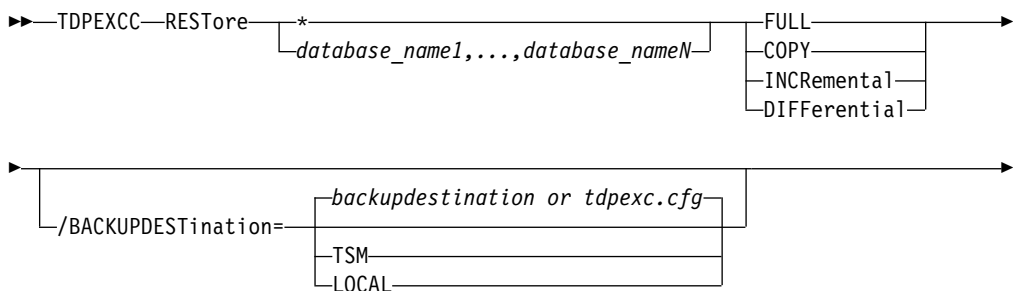 TDPEXCC RESTore * FULL
database_name1,...,database_nameN COPY
INCRemental
DIFFerential
backupdestination or tdpexc.cfg
/BACKUPDESTination=
TSM
LOCAL